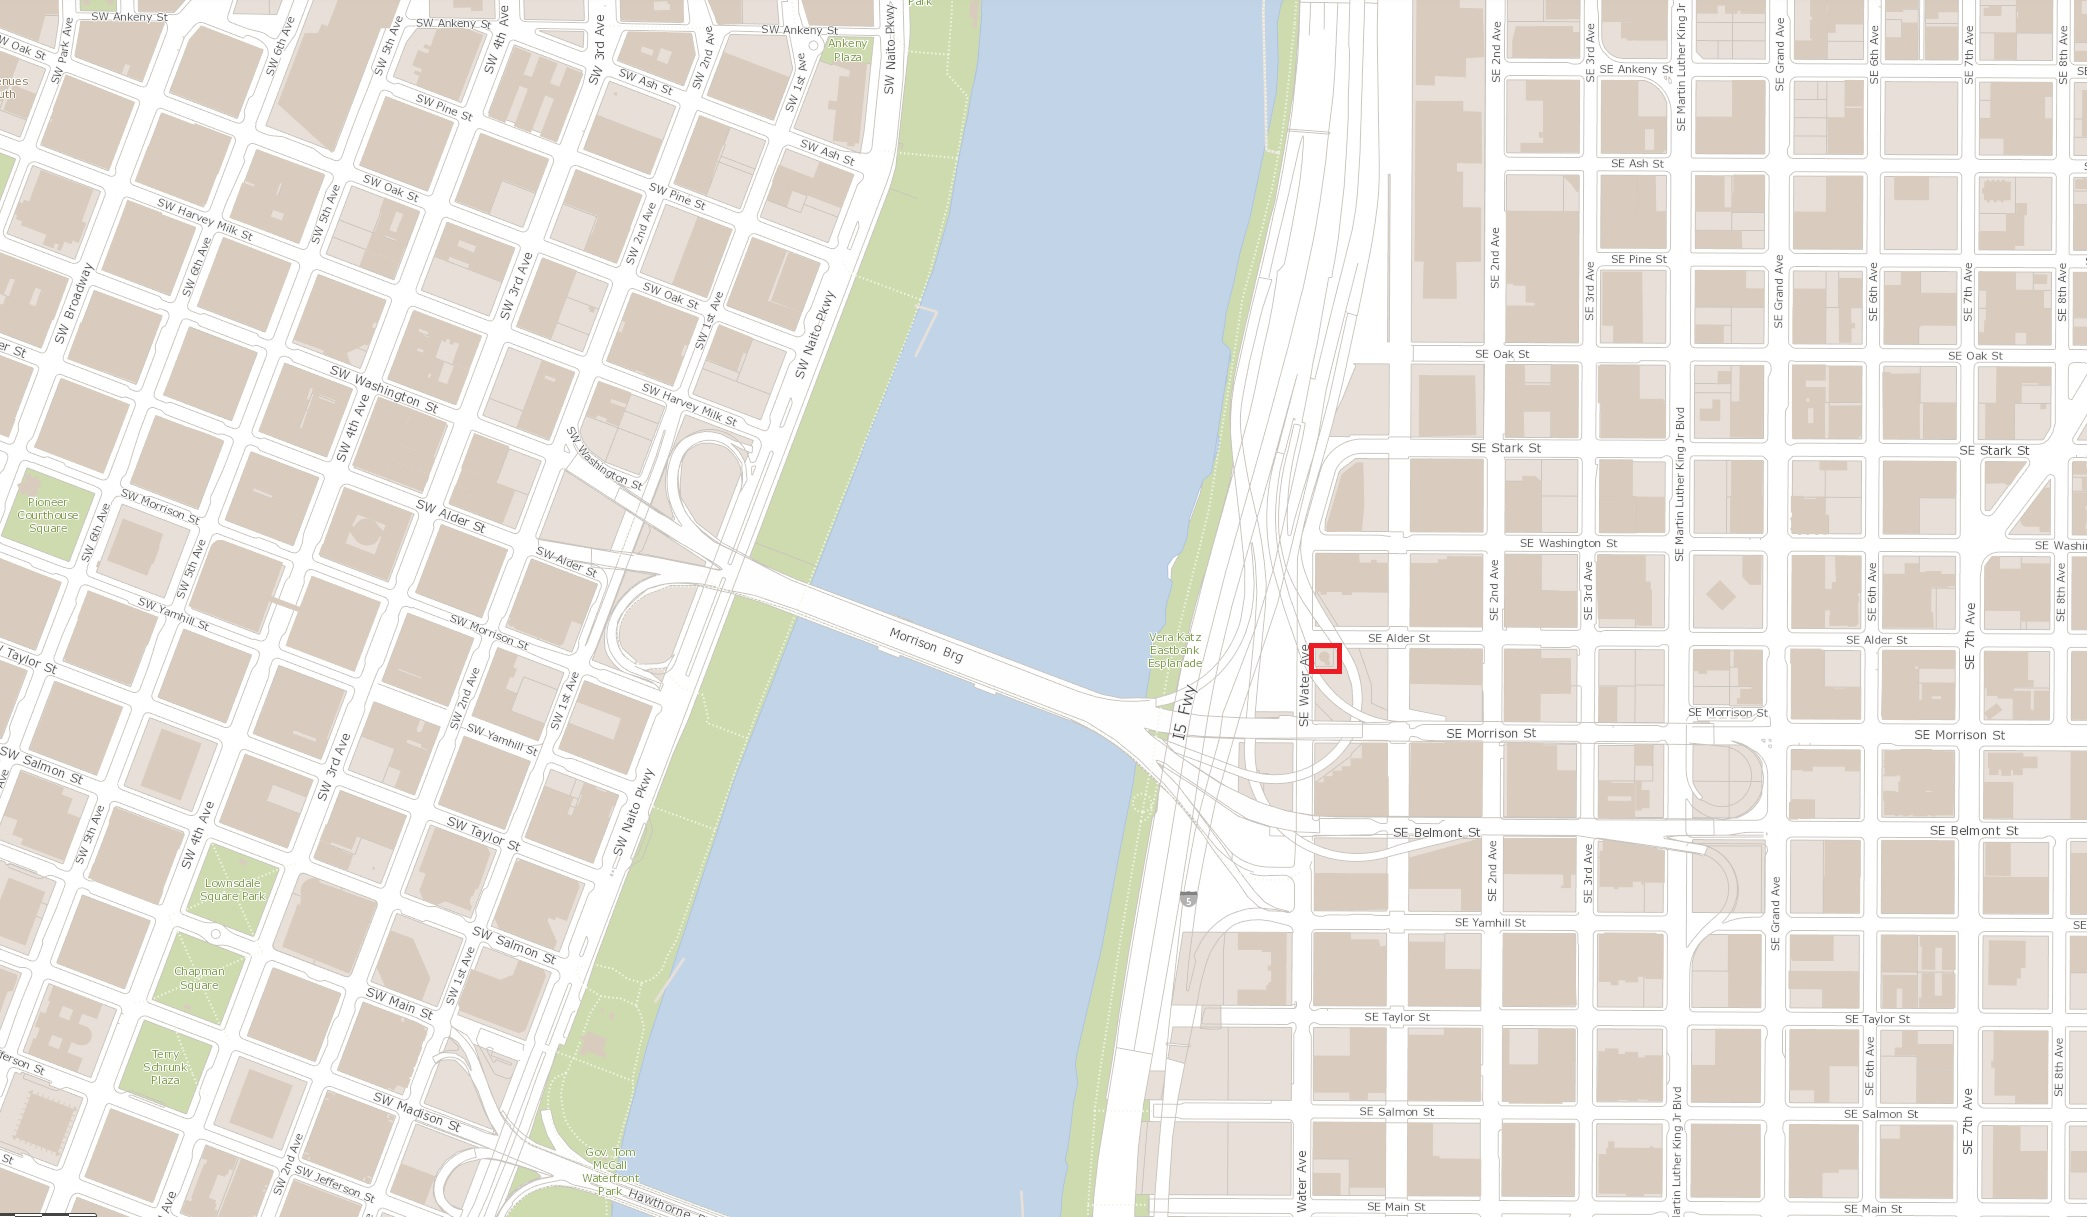 SW Ankeny St
SW Ankeny St
SW Ankeny St
Park
Ankeny
Plaza
SW Oak St
SW Park Ave
SW 6th Ave
SW 5th Ave
SW 4th Ave
SW 3rd Ave
SW 2nd Ave
SW 1st Ave
SW Naito Pkwy
SE 2nd Ave
SE 3rd Ave
Martin Luther King Jr
SE Grand Ave
SE 6th Ave
SE 7th Ave
SE 8th Ave
SE Ankeny St
SW Ash St
SW Pine St
SW Ash St
SE Ash St
SW Oak St
SW Pine St
SW Harvey Milk St
SW 5th Ave
SW 2nd Ave
SW 6th Ave
SE Pine St
SE 2nd Ave
SE 3rd Ave
SE Grand Ave
SE 6th Ave
SE 7th Ave
SE 8th Ave
SW Broadway
SW 3rd Ave
SW Oak St
SW 1st Ave
SW Naito Pkwy
SE Oak St
SE Oak St
SW Washington St
SW Harvey Milk St
SW 4th Ave
SW Washington St
SE Stark St
SE Stark St
SE Martin Luther King Jr Blvd
Pioneer
Courthouse
Square
SW Morrison St
SW Alder St
SW 6th Ave
SW 5th Ave
SW Alder St
SE Washington St
SE Washin
SE 2nd Ave
SE 3rd Ave
SE 6th Ave
SE 7th Ave
SE 8th Ave
SW Yamhill St
SW Morrison St
Morrison Brg
Vera Katz
Eastbank
Esplanade
SE Alder St
SE Alder St
SE Water Ave
Taylor St
SW 2nd Ave
SW 1st Ave
SW Yamhill St
I5 Fwy
SE Morrison St
SE Morrison St
SE Morrison St
SW Salmon St
SW 3rd Ave
SW Naito Pkwy
SW 5th Ave
SW 4th Ave
SW Taylor St
SE Belmont St
SE Belmont St
Lownsdale
Square Park
5
SE 2nd Ave
SE 3rd Ave
SE Grand Ave
SE Yamhill St
SE
SW Salmon St
Chapman
Square
SW 1st Ave
SW Main St
SE Taylor St
SE Taylor St
Terry
Schrunk
Plaza
SE 6th Ave
SE 7th Ave
SE 8th Ave
SW Madison St
SE Salmon St
SE Salmon St
artin Luther King Jr Blvd
SW 2nd Ave
SW Jefferson St
Gov. Tom
McCall
Waterfront
Park
Hawthorne
Water Ave
SE Main St
SE Main St